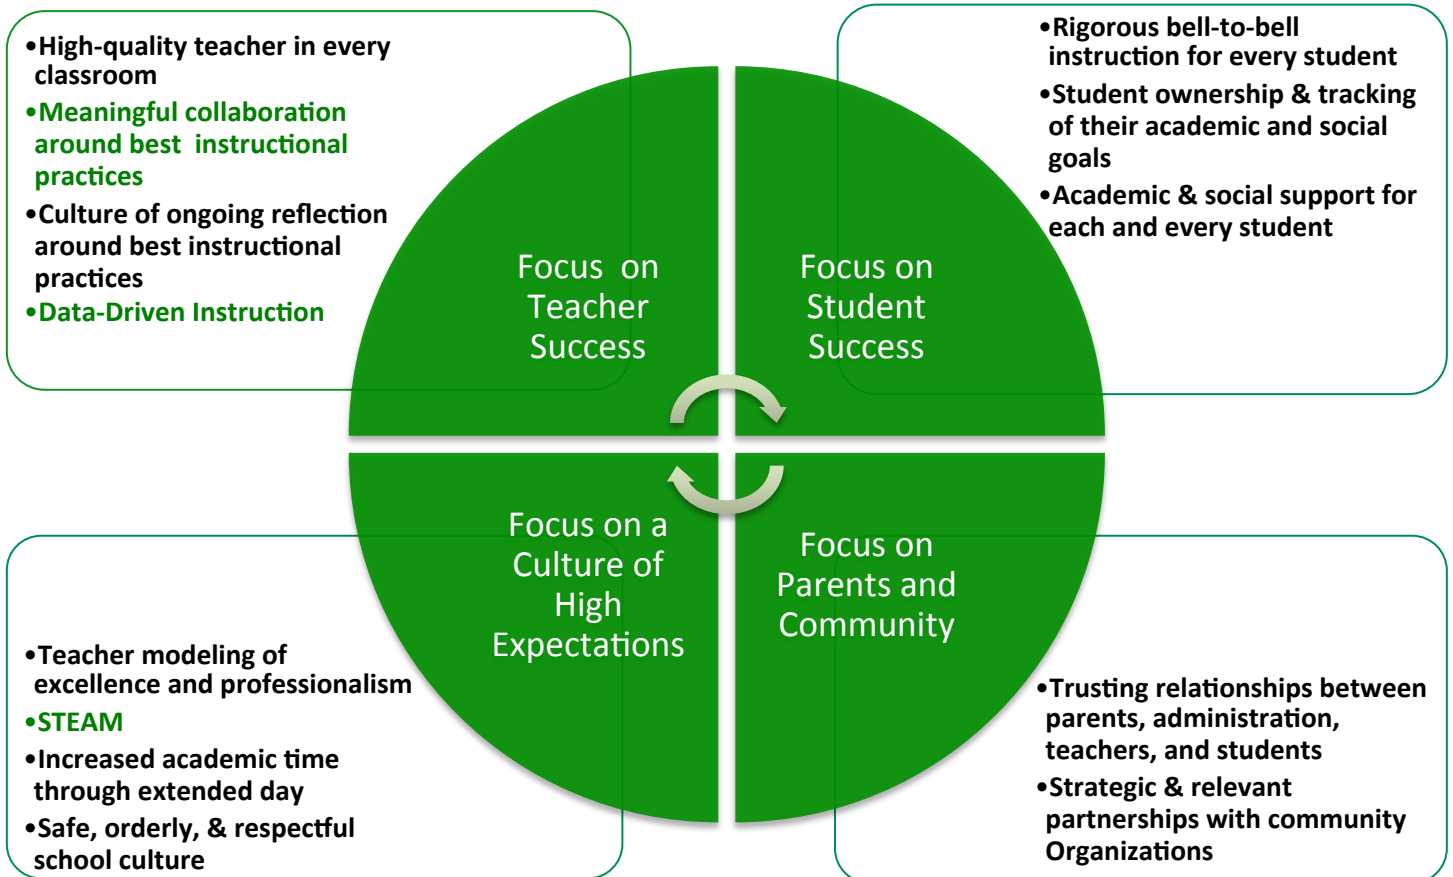 •High-quality teacher in every
classroom
•Meaningful collaboration
around best instructional
practices
•Culture of ongoing reflection
around best instructional
practices
•Data-Driven Instruction
•Rigorous bell-to-bell
instruction for every student
•Student ownership & tracking
of their academic and social
goals
•Academic & social support for
each and every student
Focus on
Teacher
Success
Focus on
Student
Success
Focus on a
Culture of
High
Expectations
Focus on
Parents and
Community
•Teacher modeling of
excellence and professionalism
•STEAM
•Increased academic time
through extended day
•Safe, orderly, & respectful
school culture
•Trusting relationships between
parents, administration,
teachers, and students
•Strategic & relevant
partnerships with community
Organizations